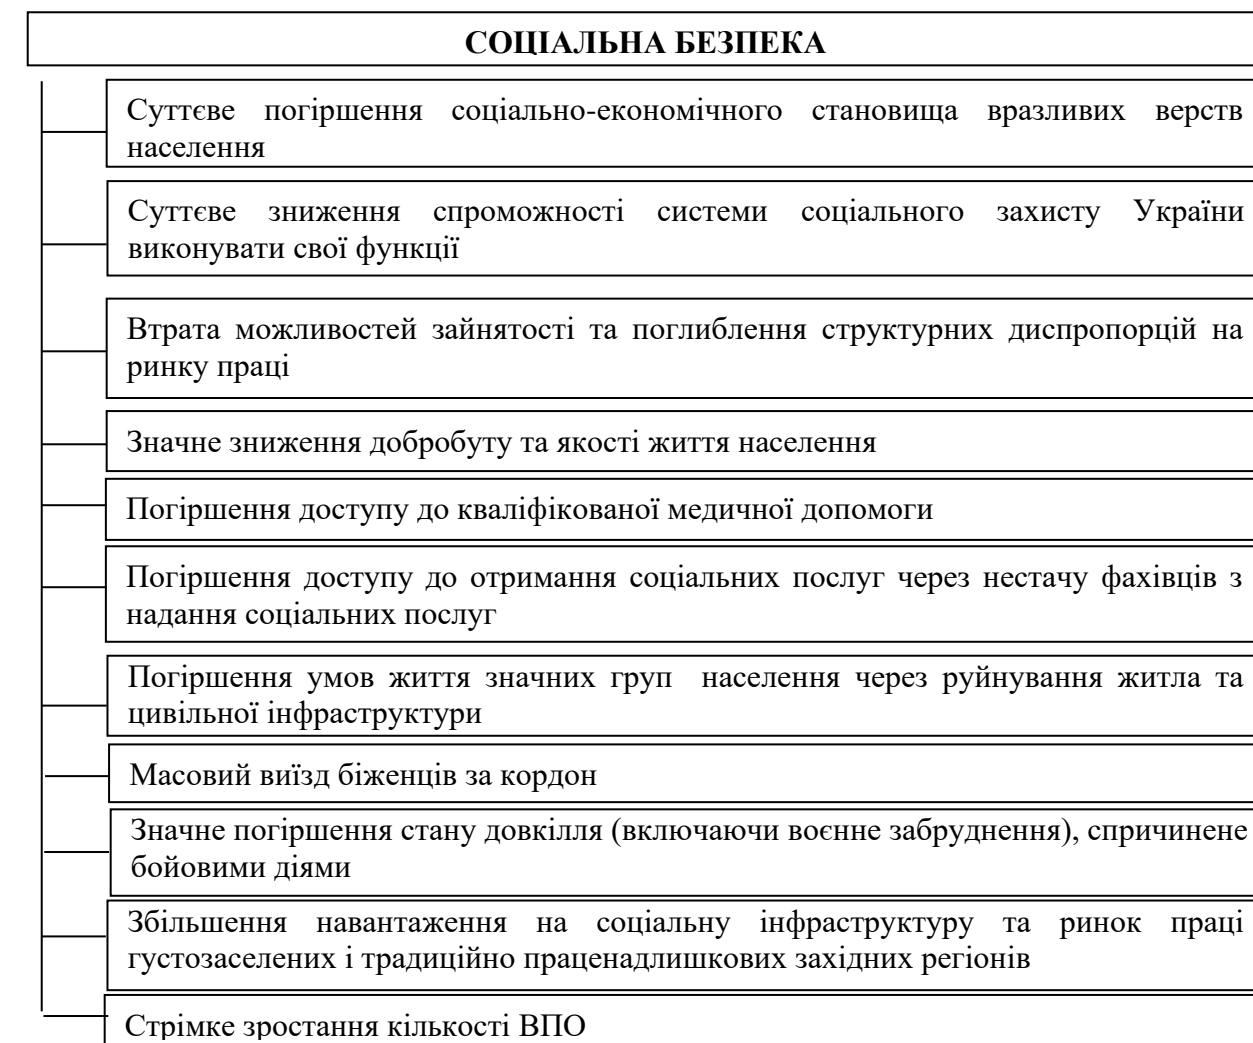 СОЦІАЛЬНА БЕЗПЕКА
Суттєве погіршення соціально-економічного становища вразливих верств
населення
Суттєве зниження спроможності системи соціального захисту України
виконувати свої функції
Втрата можливостей зайнятості та поглиблення структурних диспропорцій на
ринку праці
Значне зниження добробуту та якості життя населення
Погіршення доступу до кваліфікованої медичної допомоги
Погіршення доступу до отримання соціальних послуг через нестачу фахівців з
надання соціальних послуг
Погіршення умов життя значних груп населення через руйнування житла та
цивільної інфраструктури
Масовий виїзд біженців за кордон
Значне погіршення стану довкілля (включаючи воєнне забруднення), спричинене
бойовими діями
Збільшення навантаження на соціальну інфраструктуру та ринок праці
густозаселених і традиційно праценадлишкових західних регіонів
Стрімке зростання кількості ВПО